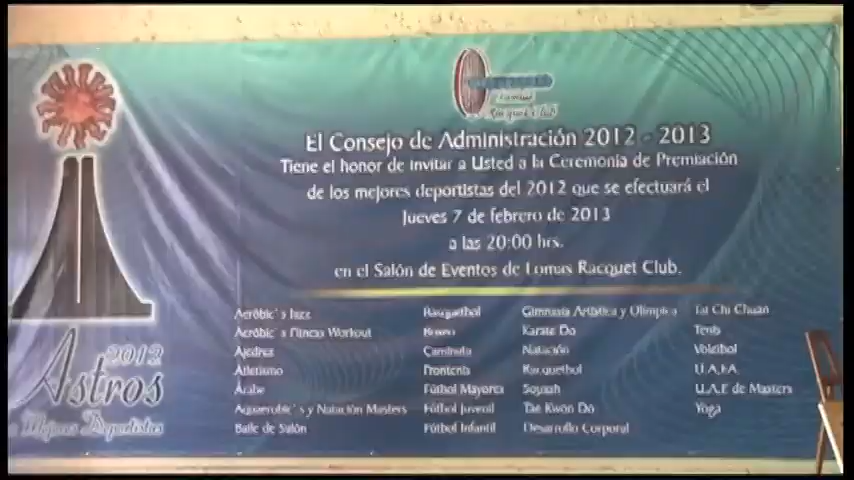 Racquet Club
El Consejo de Administración 2012 - 2013
Tiene el honor de invitar a Usted a la Ceremonia de Premiación
de los mejores deportistas del 2012 que se efectuará el
Jueves 7 de febrero de 2013
a las 20:00 hrs.
en el Salón de Eventos de Lomas Racquet Club.
Aeróbic´s Jazz
Aeróbic´s Fitness Workout
Ajedrez
Atletismo
Árabe
Aquaerobic´s y Natación Masters
Baile de Salón
Basquetbol
Boxeo
Caminata
Frontenis
Fútbol Mayores
Fútbol Juvenil
Fútbol Infantil
Gimnasia Artística y Olímpica
Karate Do
Natación
Racquetbol
Squash
Tae Kwon Do
Desarrollo Corporal
Tai Chi Chuan
Tenis
Voleibol
U.A.F.A.
U.A.F. de Masters
Yoga
2012
Astros
Mejores Deportistas